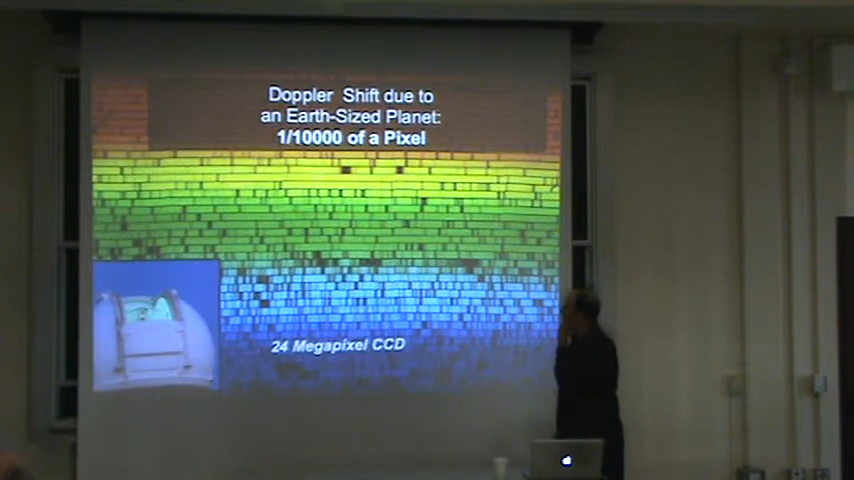 Doppler Shift due to
an Earth-Sized Planet:
1/10000 of a Pixel
24 Megapixel CCD